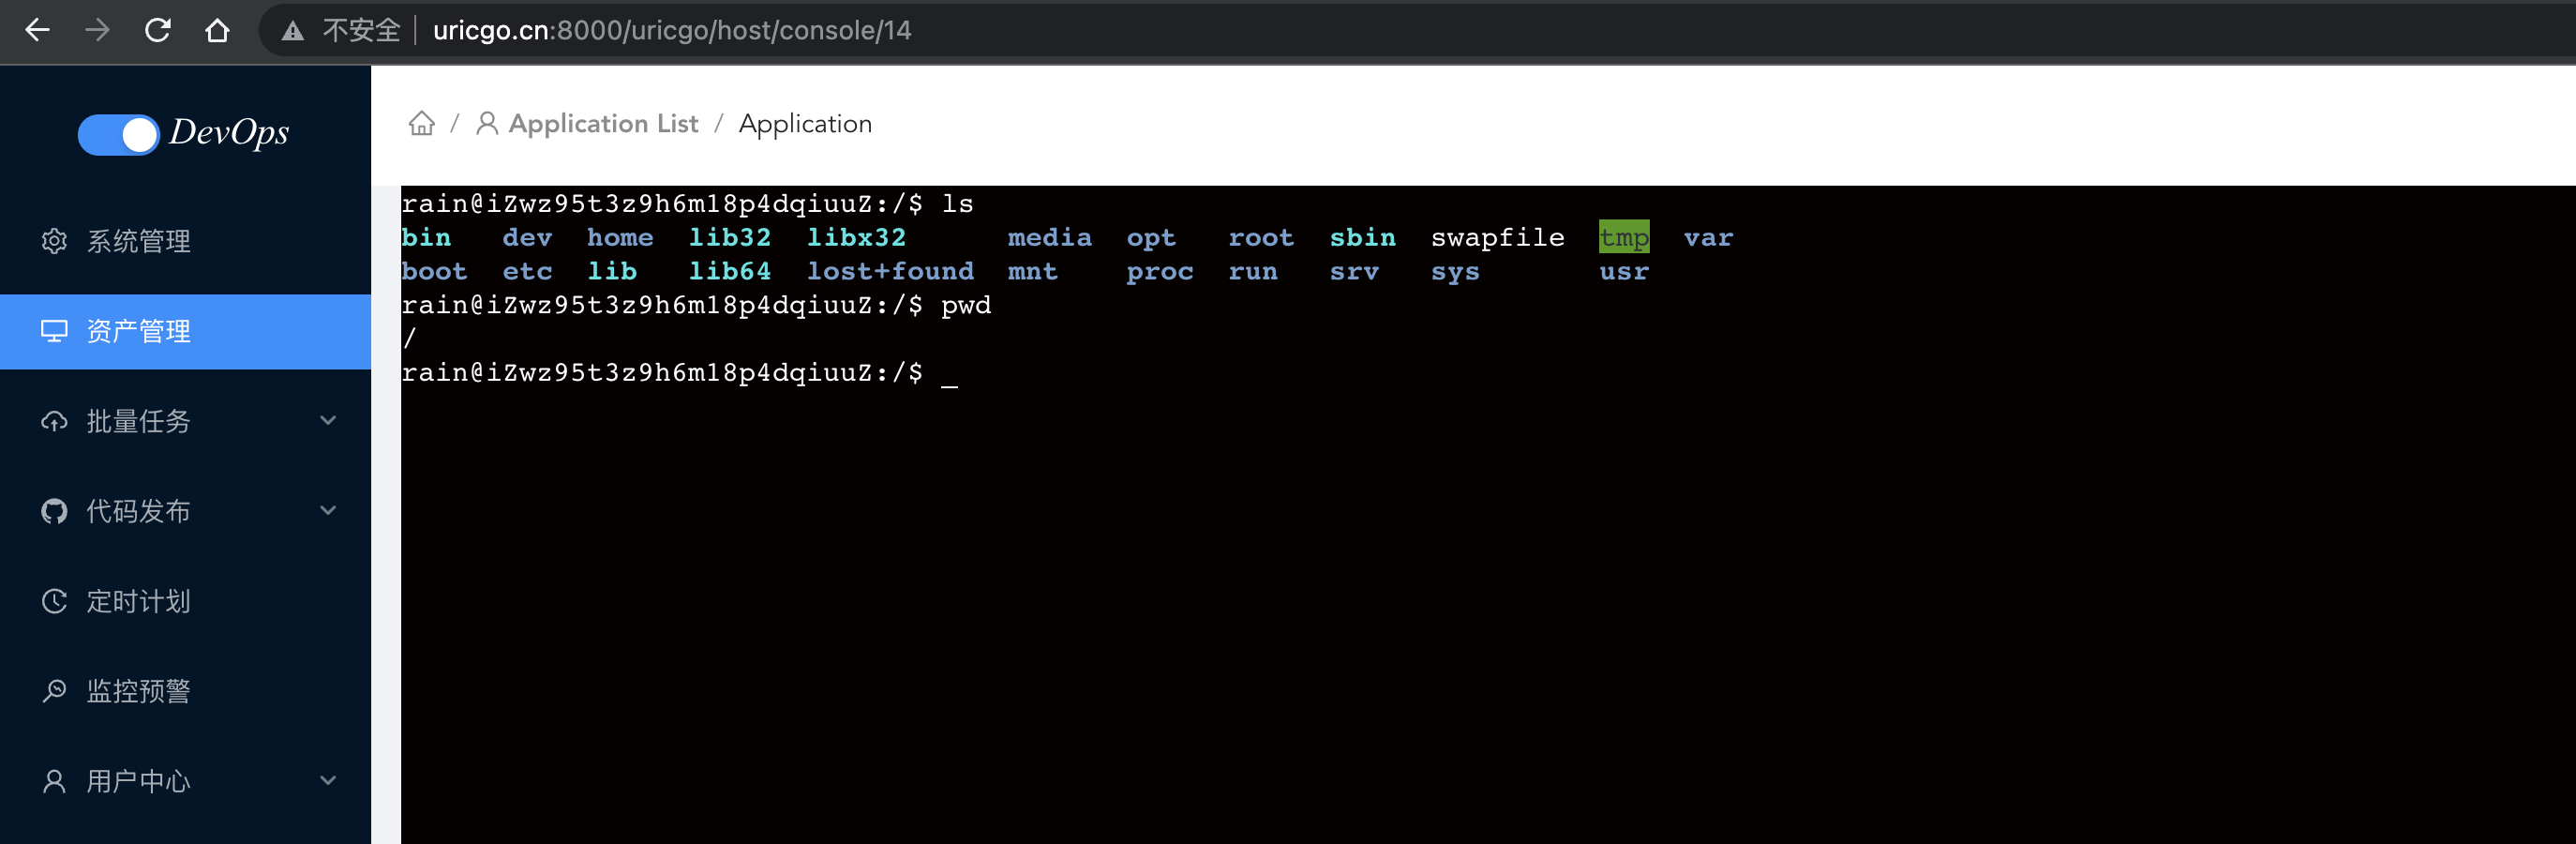 不安全 uricgo.cn:8000/uricgo/host/console/14
DevOps
/ Application List / Application
系统管理
资产管理
批量任务
代码发布
定时计划
监控预警
用户中心
rain@iZwz95t3z9h6m18p4dqiuuZ:/$ ls
bin dev home lib32 libx32 media opt root sbin swapfile tmp var
boot etc lib lib64 lost+found mnt proc run srv sys usr
rain@iZwz95t3z9h6m18p4dqiuuZ:/$ pwd
/
rain@iZwz95t3z9h6m18p4dqiuuZ:/$ _